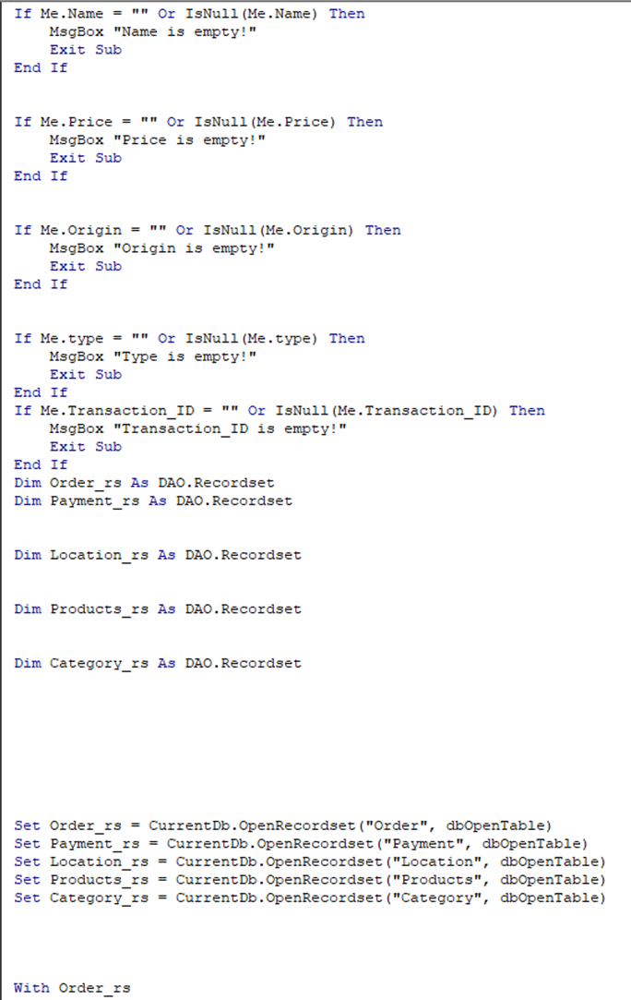 If Me.Name = "" Or IsNull(Me.Name) Then
    MsgBox "Name is empty!"
    Exit Sub
End If
If Me.Price = "" Or IsNull(Me.Price) Then
    MsgBox "Price is empty!"
    Exit Sub
End If
If Me.Origin = "" Or IsNull(Me.Origin) Then
    MsgBox "Origin is empty!"
    Exit Sub
End If
If Me.type = "" Or IsNull(Me.type) Then
    MsgBox "Type is empty!"
    Exit Sub
End If
If Me.Transaction_ID = "" Or IsNull(Me.Transaction_ID) Then
    MsgBox "Transaction_ID is empty!"
    Exit Sub
End If
Dim Order_rs As DAO.Recordset
Dim Payment_rs As DAO.Recordset
Dim Location_rs As DAO.Recordset
Dim Products_rs As DAO.Recordset
Dim Category_rs As DAO.Recordset
Set Order_rs = CurrentDb.OpenRecordset("Order", dbOpenTable)
Set Payment_rs = CurrentDb.OpenRecordset("Payment", dbOpenTable)
Set Location_rs = CurrentDb.OpenRecordset("Location", dbOpenTable)
Set Products_rs = CurrentDb.OpenRecordset("Products", dbOpenTable)
Set Category_rs = CurrentDb.OpenRecordset("Category", dbOpenTable)
With Order_rs